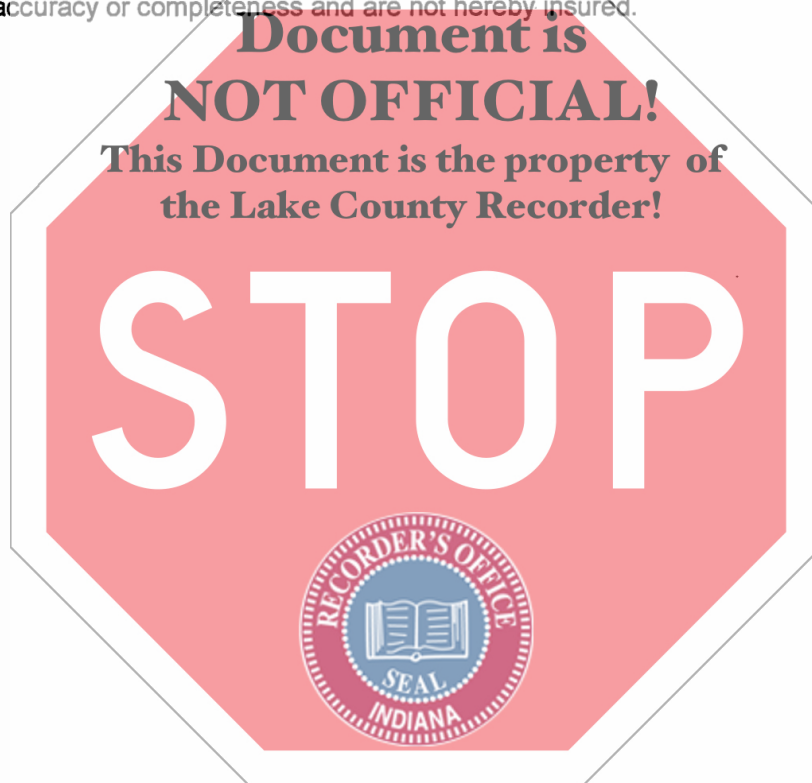 accuracy or completeness and are not hereby insured.
Document is
NOT OFFICIAL!
This Document is the property of
the Lake County Recorder!
STOP
RECORDER'S OFFICE
SEAL
INDIANA